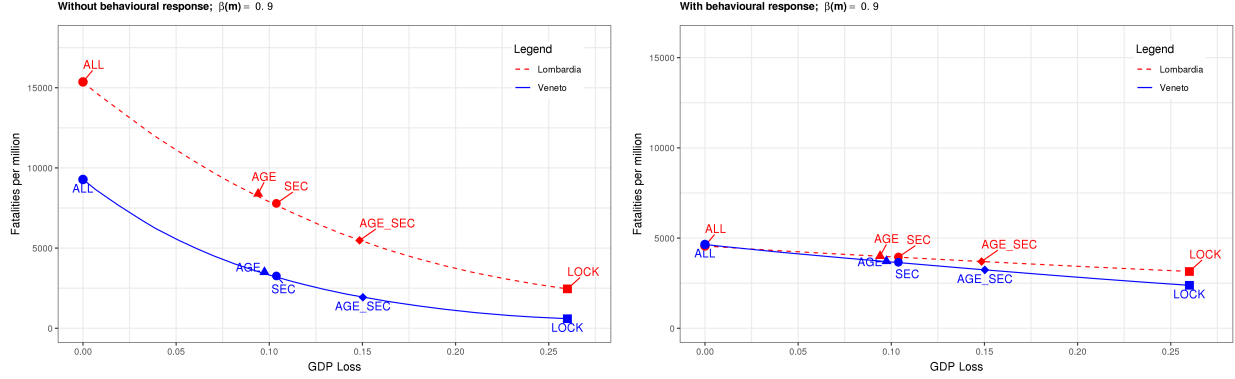 Without behavioural response; β(m) = 0. 9
Fatalities per million
15000
10000
5000
0
ALL
ALL
AGE
SEC
AGE
SEC
AGE_SEC
AGE_SEC
LOCK
LOCK
Legend
Lombardia
Veneto
0.00
0.05
0.10
0.15
0.20
0.25
GDP Loss
With behavioural response; β(m) = 0. 9
Fatalities per million
15000
10000
5000
0
ALL
ALL
AGE
SEC
AGE
SEC
AGE_SEC
AGE_SEC
LOCK
LOCK
Legend
Lombardia
Veneto
0.00
0.05
0.10
0.15
0.20
0.25
GDP Loss